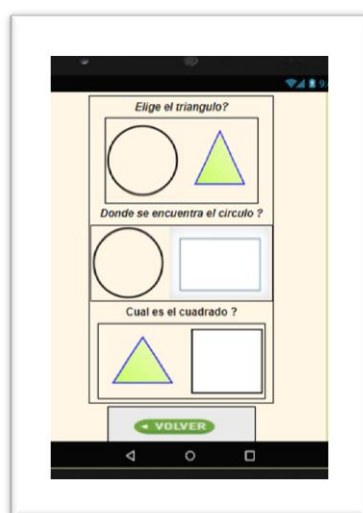 Elige el triangulo?
Donde se encuentra el circulo ?
Cual es el cuadrado ?
VOLVER